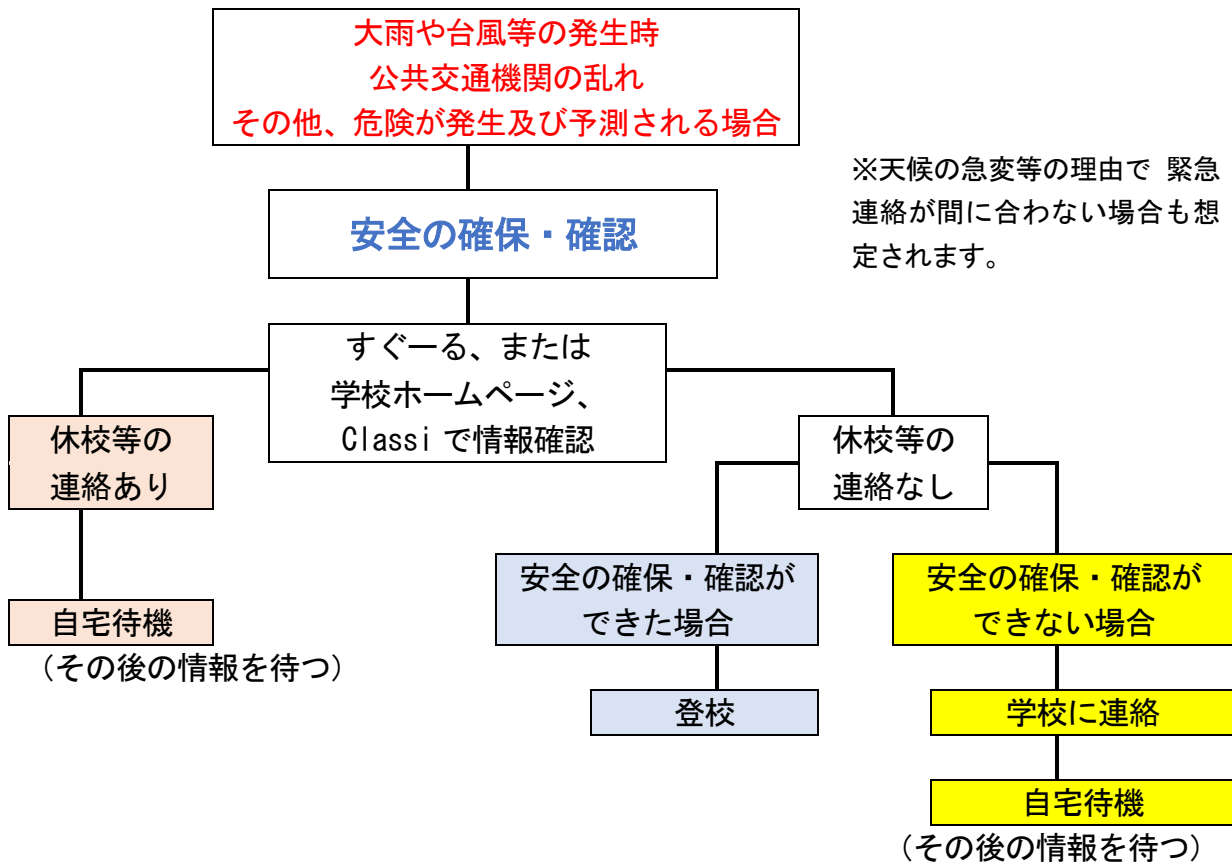 大雨や台風等の発生時
公共交通機関の乱れ
その他、危険が発生及び予測される場合
※天候の急変等の理由で 緊急
連絡が間に合わない場合も想
定されます。
安全の確保・確認
すぐーる、または
学校ホームページ、
Classi で情報確認
休校等の
連絡あり
自宅待機
（その後の情報を待つ）
休校等の
連絡なし
安全の確保・確認が
できた場合
登校
安全の確保・確認が
できない場合
学校に連絡
自宅待機
（その後の情報を待つ）